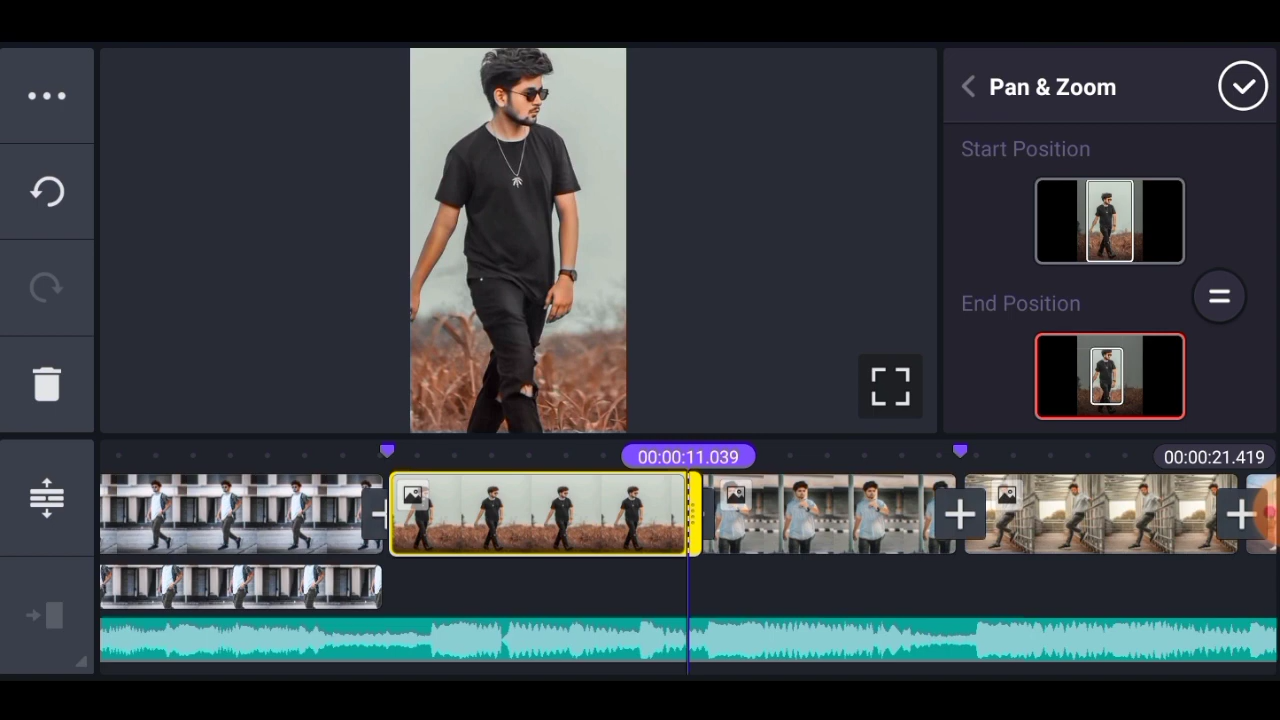 Pan & Zoom
Start Position
End Position
00:00:11.039
00:00:21.419